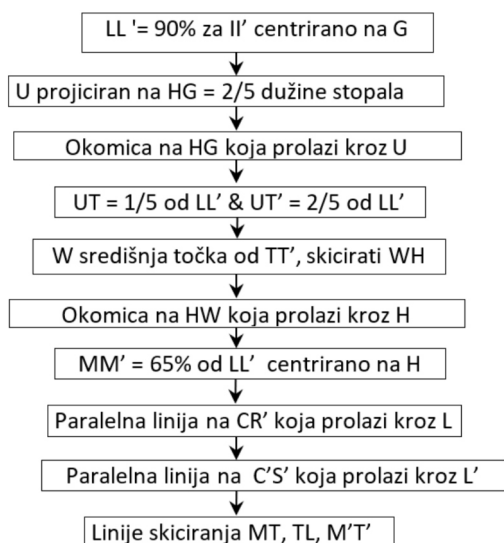 LL '= 90% za II’ centrirano na G
U projiciran na HG = 2/5 dužine stopala
Okomica na HG koja prolazi kroz U
UT = 1/5 od LL’ & UT’ = 2/5 od LL’
W središnja točka od TT’, skicirati WH
Okomica na HW koja prolazi kroz H
MM’ = 65% od LL’ centrirano na H
Paralelna linija na CR’ koja prolazi kroz L
Paralelna linija na C’S’ koja prolazi kroz L’
Linije skiciranja MT, TL, M’T’